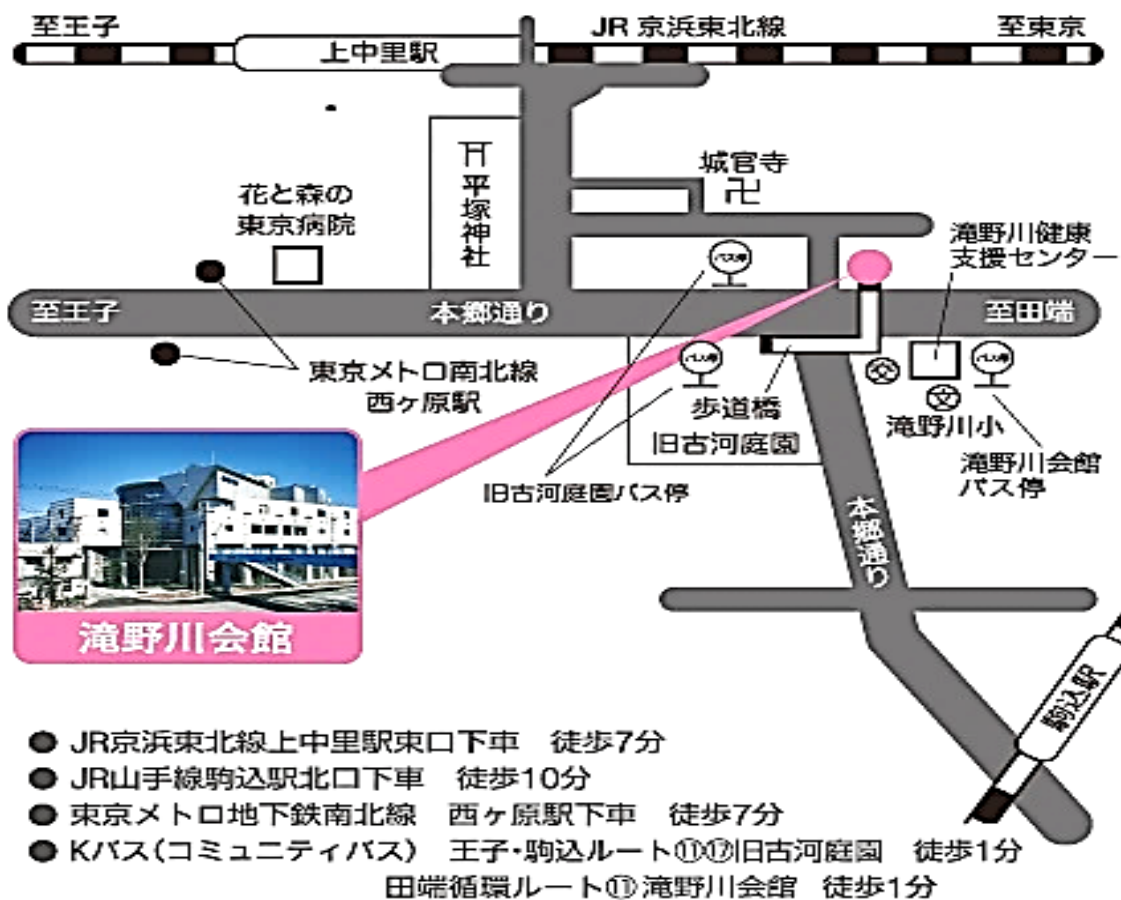 至王子
JR 京浜東北線
至東京
上中里駅
城官寺
平塚神社
花と森の
東京病院
滝野川健康
支援センター
バス停
至王子
本郷通り
至田端
東京メトロ南北線
西ヶ原駅
バス停
バス停
歩道橋
交
文
滝野川小
旧古河庭園
滝野川会館
バス停
旧古河庭園バス停
本郷通り
滝野川会館
駒込駅
● JR京浜東北線上中里駅東口下車 徒歩7分
● JR山手線駒込駅北口下車 徒歩10分
● 東京メトロ地下鉄南北線 西ヶ原駅下車 徒歩7分
● Kバス(コミュニティバス) 王子・駒込ルート⑪⑰旧古河庭園 徒歩1分
田端循環ルート⑪滝野川会館 徒歩1分